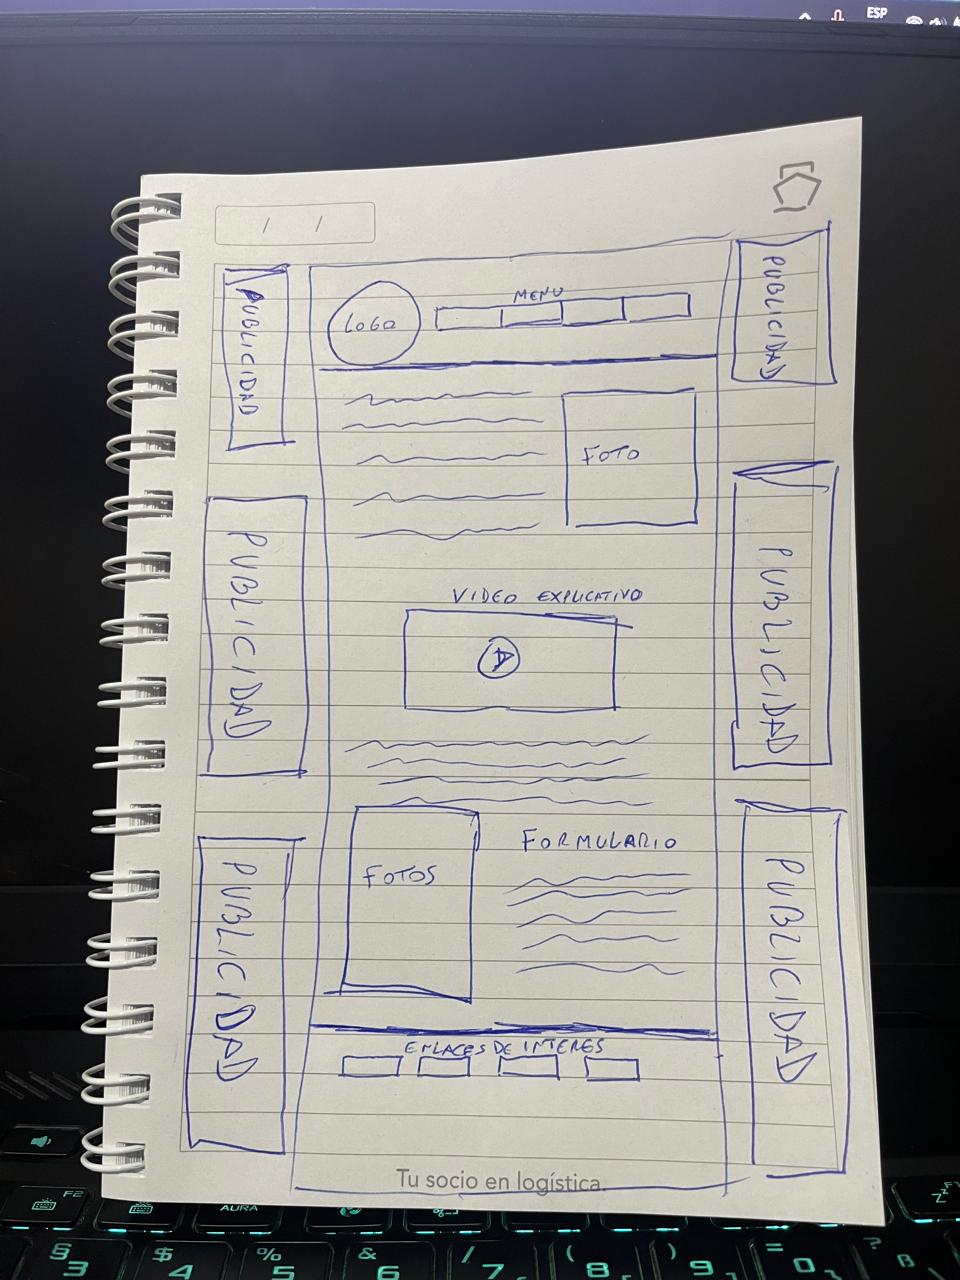 ESP
/ /
PUBLICIDAD
PUBLICIDAD
LOGO
MENU
FOTO
PUBLICIDAD
PUBLICIDAD
VIDEO EXPLICATIVO
PUBLICIDAD
PUBLICIDAD
FOTOS
FORMULARIO
ENLACES DE INTERES
Tu socio en logística.
F2
AURA
§ 3
$ 4
% 5
& 6
/ 7
( 8
) 9
= 0
? ß